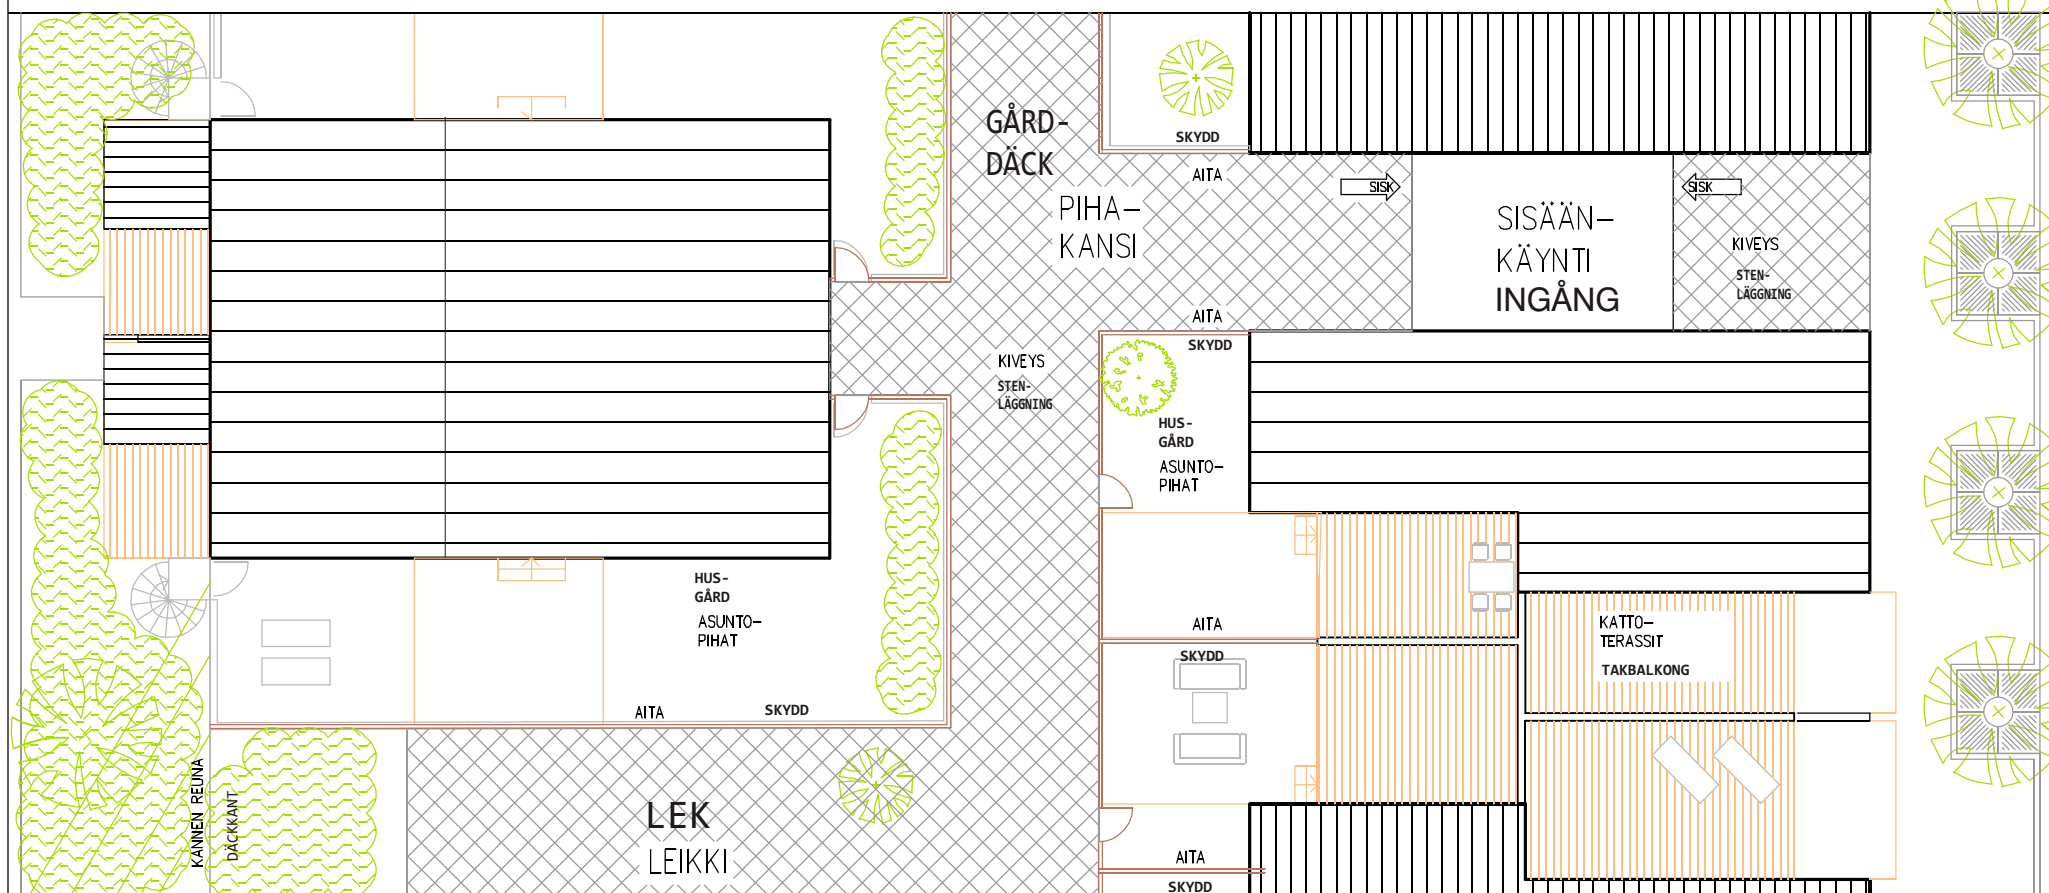 GÅRD-
DÄCK
PIHA-
KANSI
SKYDD
AITA
SISK
SISK
SISÄÄN-
KÄYNTI
INGÅNG
KIVEYS
STEN-
LÄGGNING
AITA
SKYDD
KIVEYS
STEN-
LÄGGNING
HUS-
GÅRD
ASUNTO-
PIHAT
HUS-
GÅRD
ASUNTO-
PIHAT
AITA
SKYDD
AITA
SKYDD
KATTO-
TERASSIT
TAKBALKONG
KANNEN REUNA
DÄCKKANT
LEK
LEIKKI
AITA
SKYDD